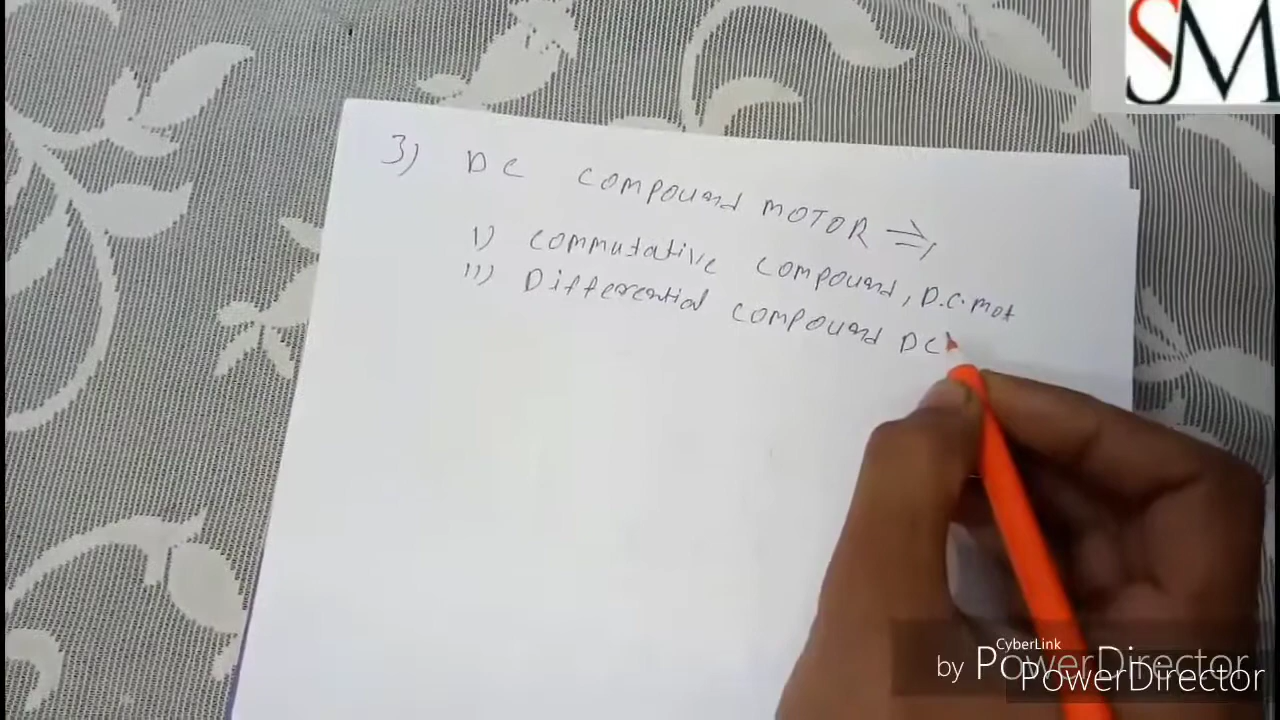 SM
3) DC COMPOUND MOTOR ⇒,
I) Commutative Compound, D.C. mot
II) Differential Compound DC
CyberLink
by PowerDirector
PowerDirector